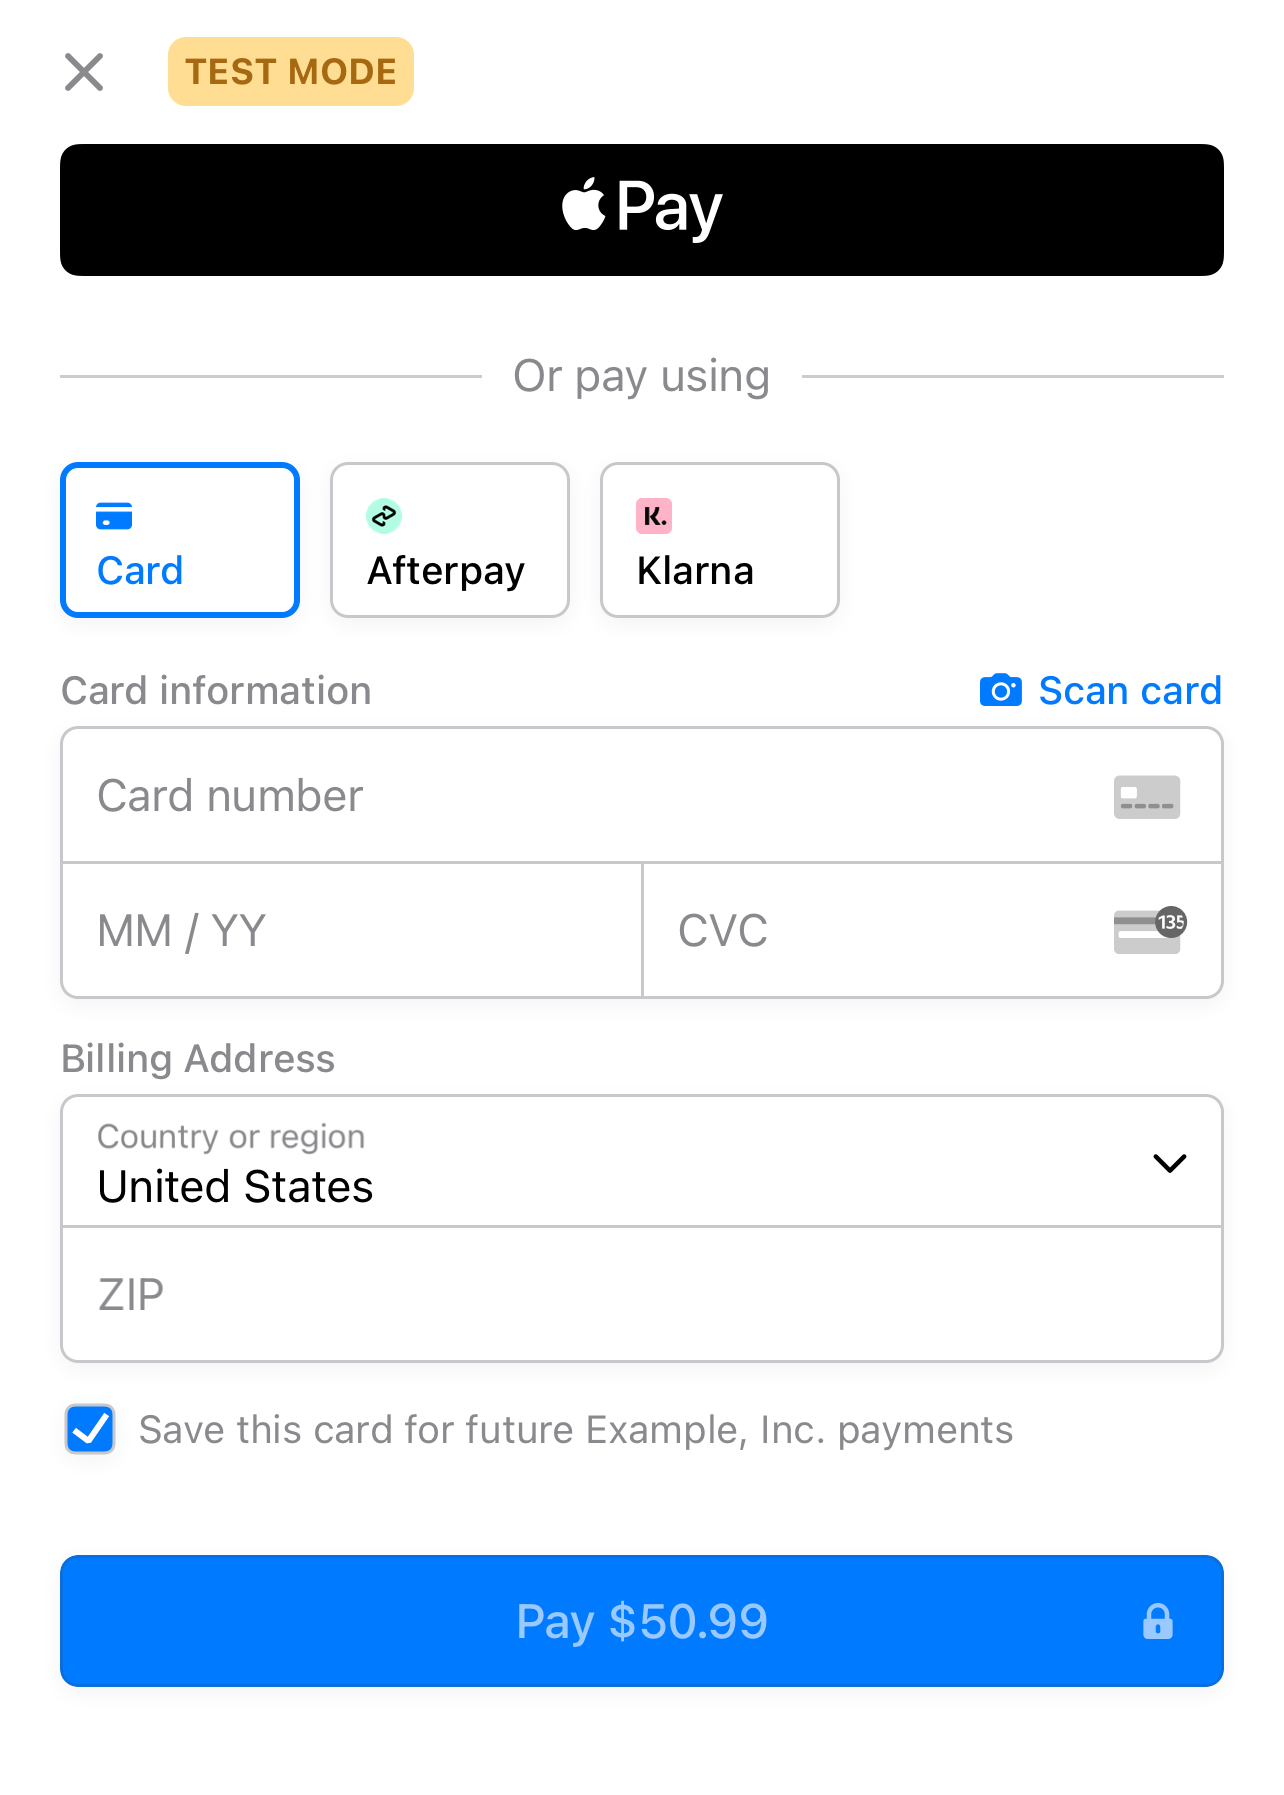 TEST MODE
Pay
Or pay using
K.
Card
Afterpay
Klarna
Card information
Scan card
Card number
MM / YY
CVC
135
Billing Address
Country or region
United States
ZIP
Save this card for future Example, Inc. payments
Pay $50.99